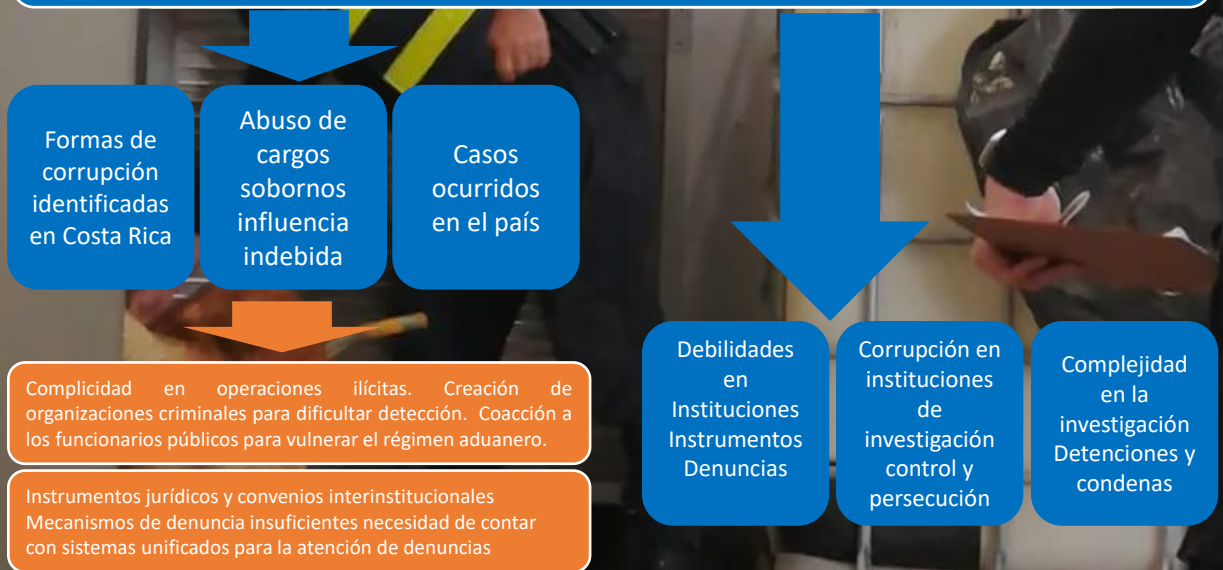 Formas de
corrupción
identificadas
en Costa Rica
Abuso de
cargos
sobornos
influencia
indebida
Casos
ocurridos
en el país
Complicidad en operaciones ilícitas. Creación de
organizaciones criminales para dificultar detección. Coacción a
los funcionarios públicos para vulnerar el régimen aduanero.
Instrumentos jurídicos y convenios interinstitucionales
Mecanismos de denuncia insuficientes necesidad de contar
con sistemas unificados para la atención de denuncias
Debilidades
en
Instituciones
Instrumentos
Denuncias
Corrupción en
instituciones
de
investigación
control y
persecución
Complejidad
en la
investigación
Detenciones y
condenas